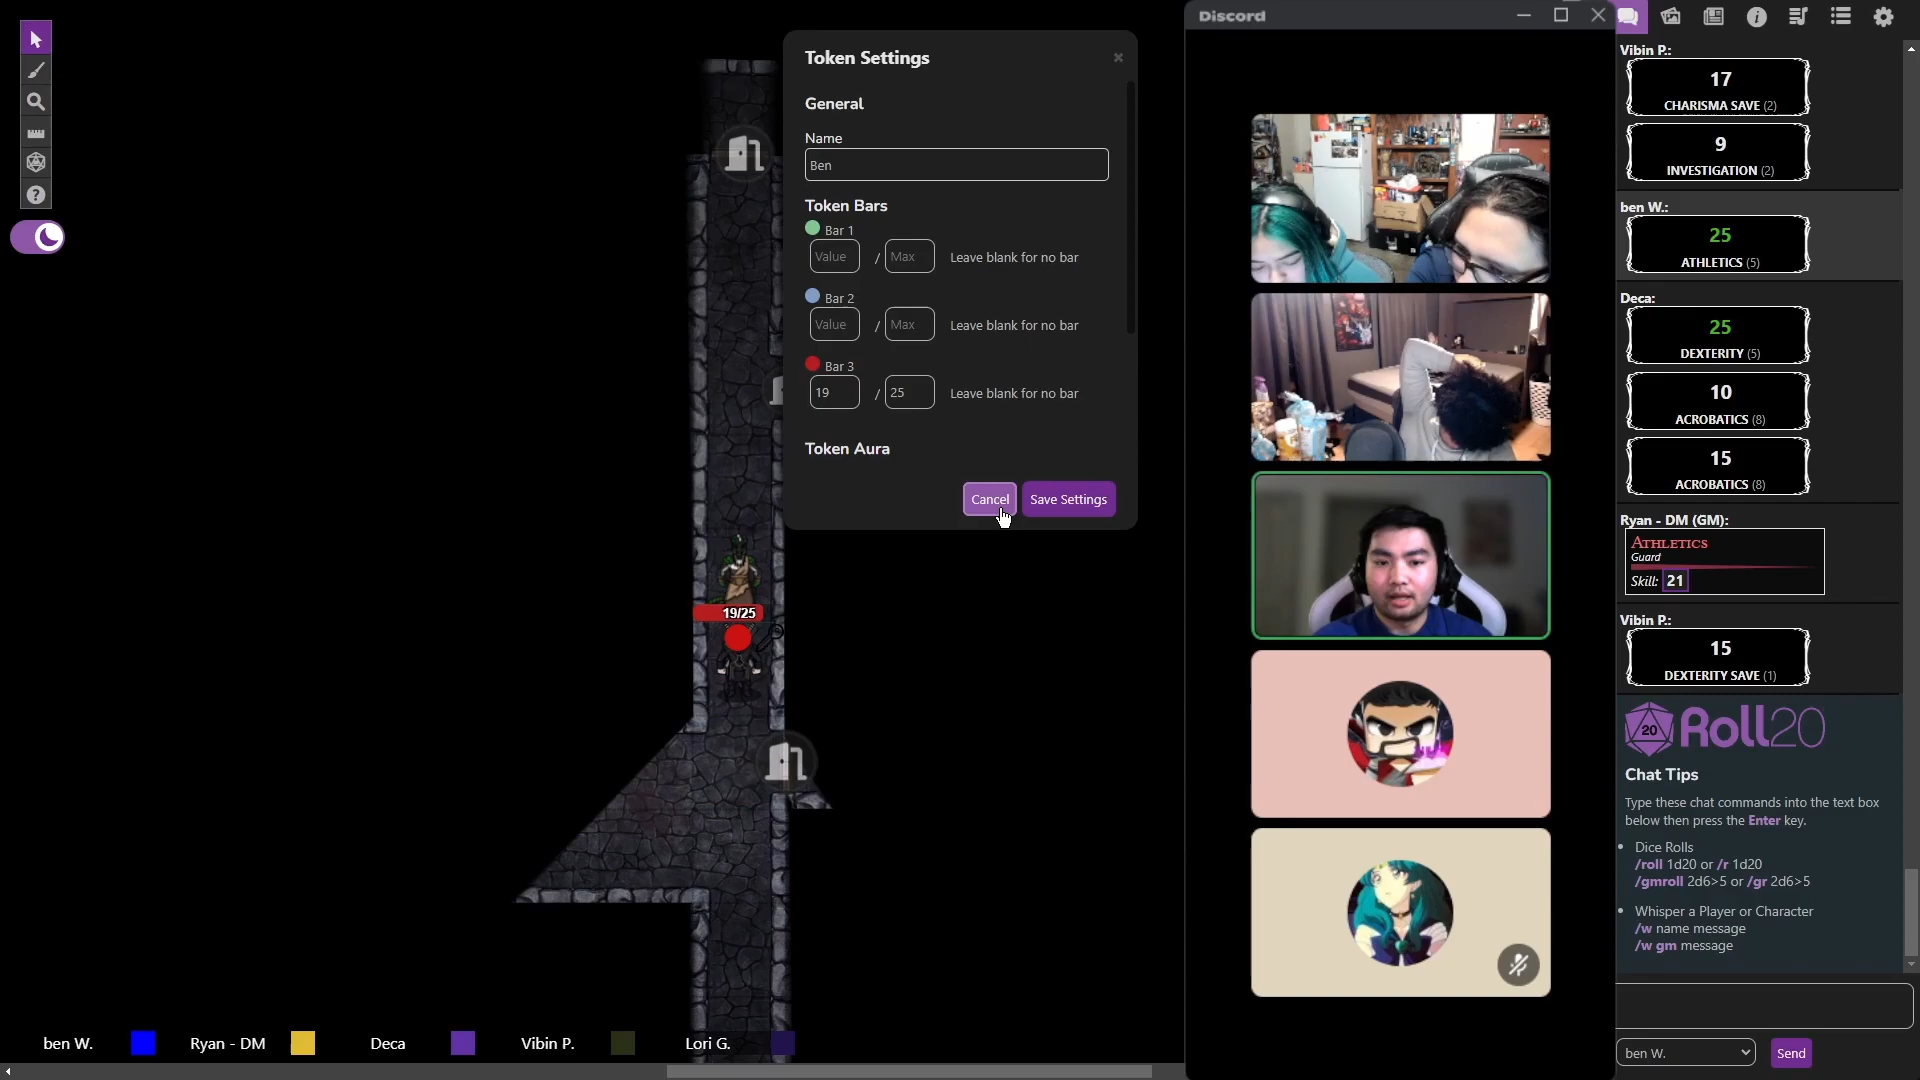 Token Settings
General
Name
Ben
Token Bars
Bar 1
Value / Max Leave blank for no bar
Bar 2
Value / Max Leave blank for no bar
Bar 3
19 / 25 Leave blank for no bar
Token Aura
Cancel Save Settings
19/25
ben W. Ryan - DM Deca Vibin P. Lori G.
Discord
Vibin P.:
17
CHARISMA SAVE (2)
9
INVESTIGATION (2)
ben W.:
25
ATHLETICS (5)
Deca:
25
DEXTERITY (5)
10
ACROBATICS (8)
15
ACROBATICS (8)
Ryan - DM (GM):
ATHLETICS
Guard
Skill: 21
Vibin P.:
15
DEXTERITY SAVE (1)
20 Roll20
Chat Tips
Type these chat commands into the text box
below then press the Enter key.
• Dice Rolls
/roll 1d20 or /r 1d20
/gmroll 2d6>5 or /gr 2d6>5
• Whisper a Player or Character
/w name message
/w gm message
ben W. Send